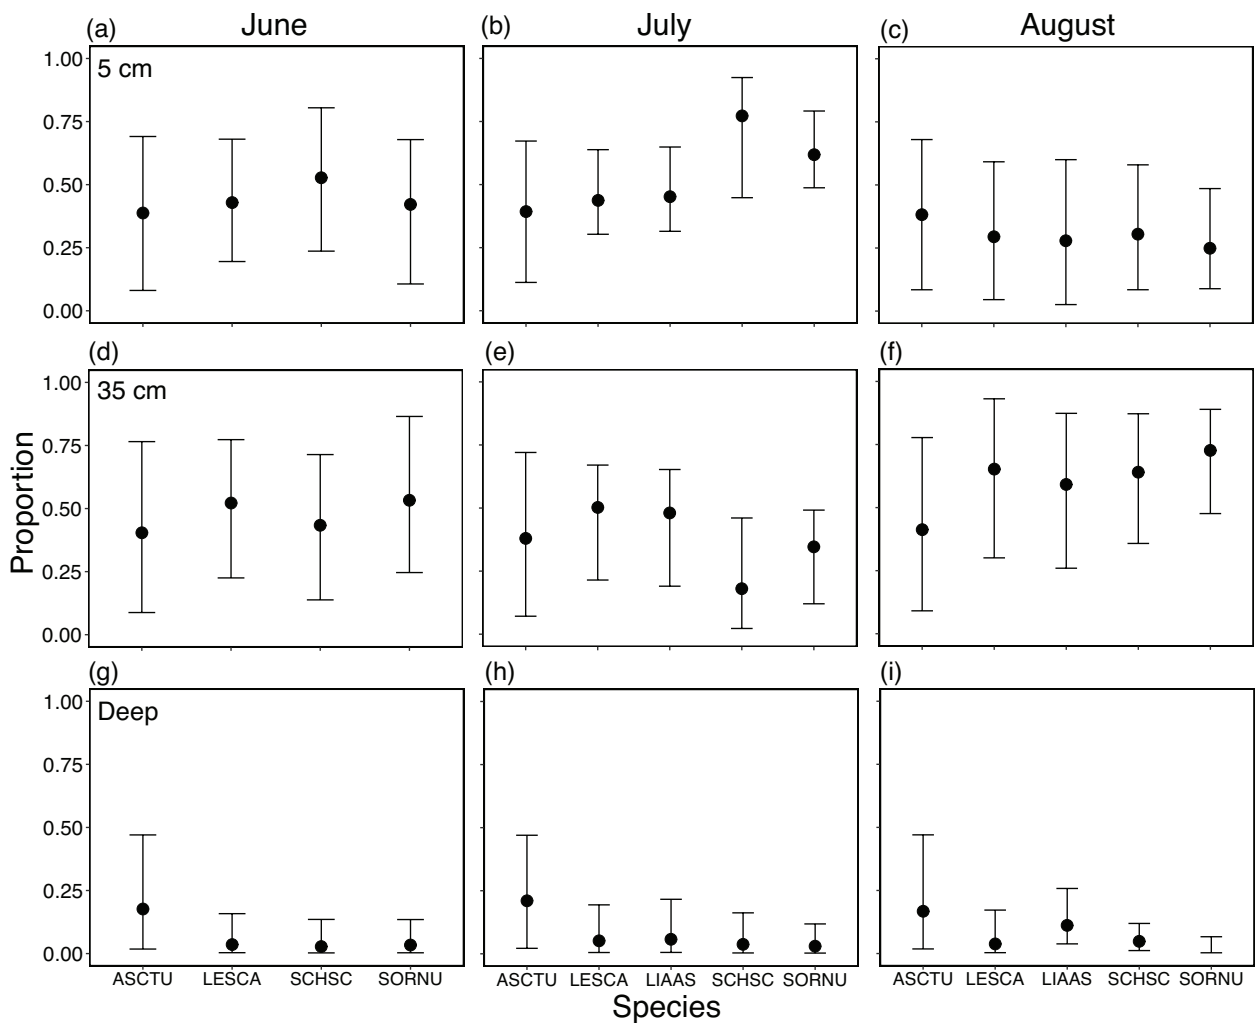 June
July
August
(a)
(b)
(c)
5 cm
1.00
0.75
0.50
0.25
0.00
(d)
(e)
(f)
35 cm
1.00
0.75
0.50
0.25
0.00
Proportion
(g)
(h)
(i)
Deep
1.00
0.75
0.50
0.25
0.00
ASCTU LESCA SCHSC SORNU
ASCTU LESCA LIAAS SCHSC SORNU
ASCTU LESCA LIAAS SCHSC SORNU
Species